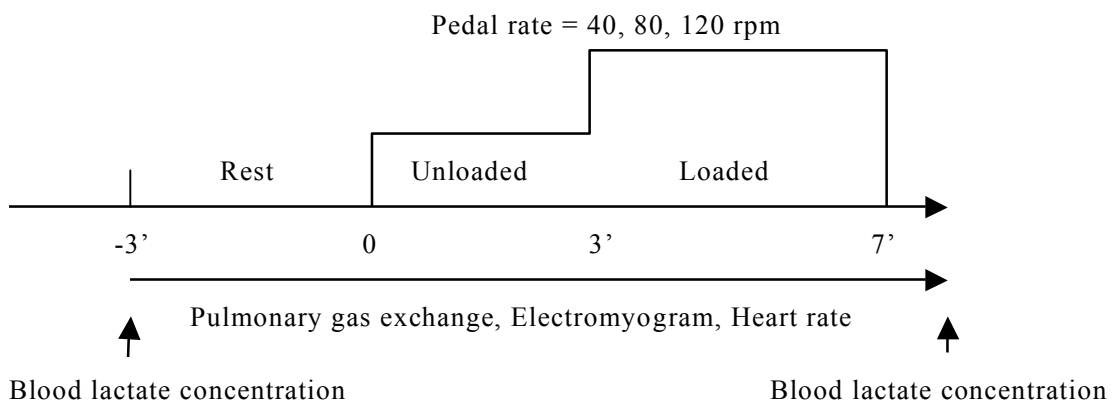 Pedal rate = 40, 80, 120 rpm
Rest Unloaded Loaded
-3’ 0 3’ 7’
Pulmonary gas exchange, Electromyogram, Heart rate
Blood lactate concentration Blood lactate concentration